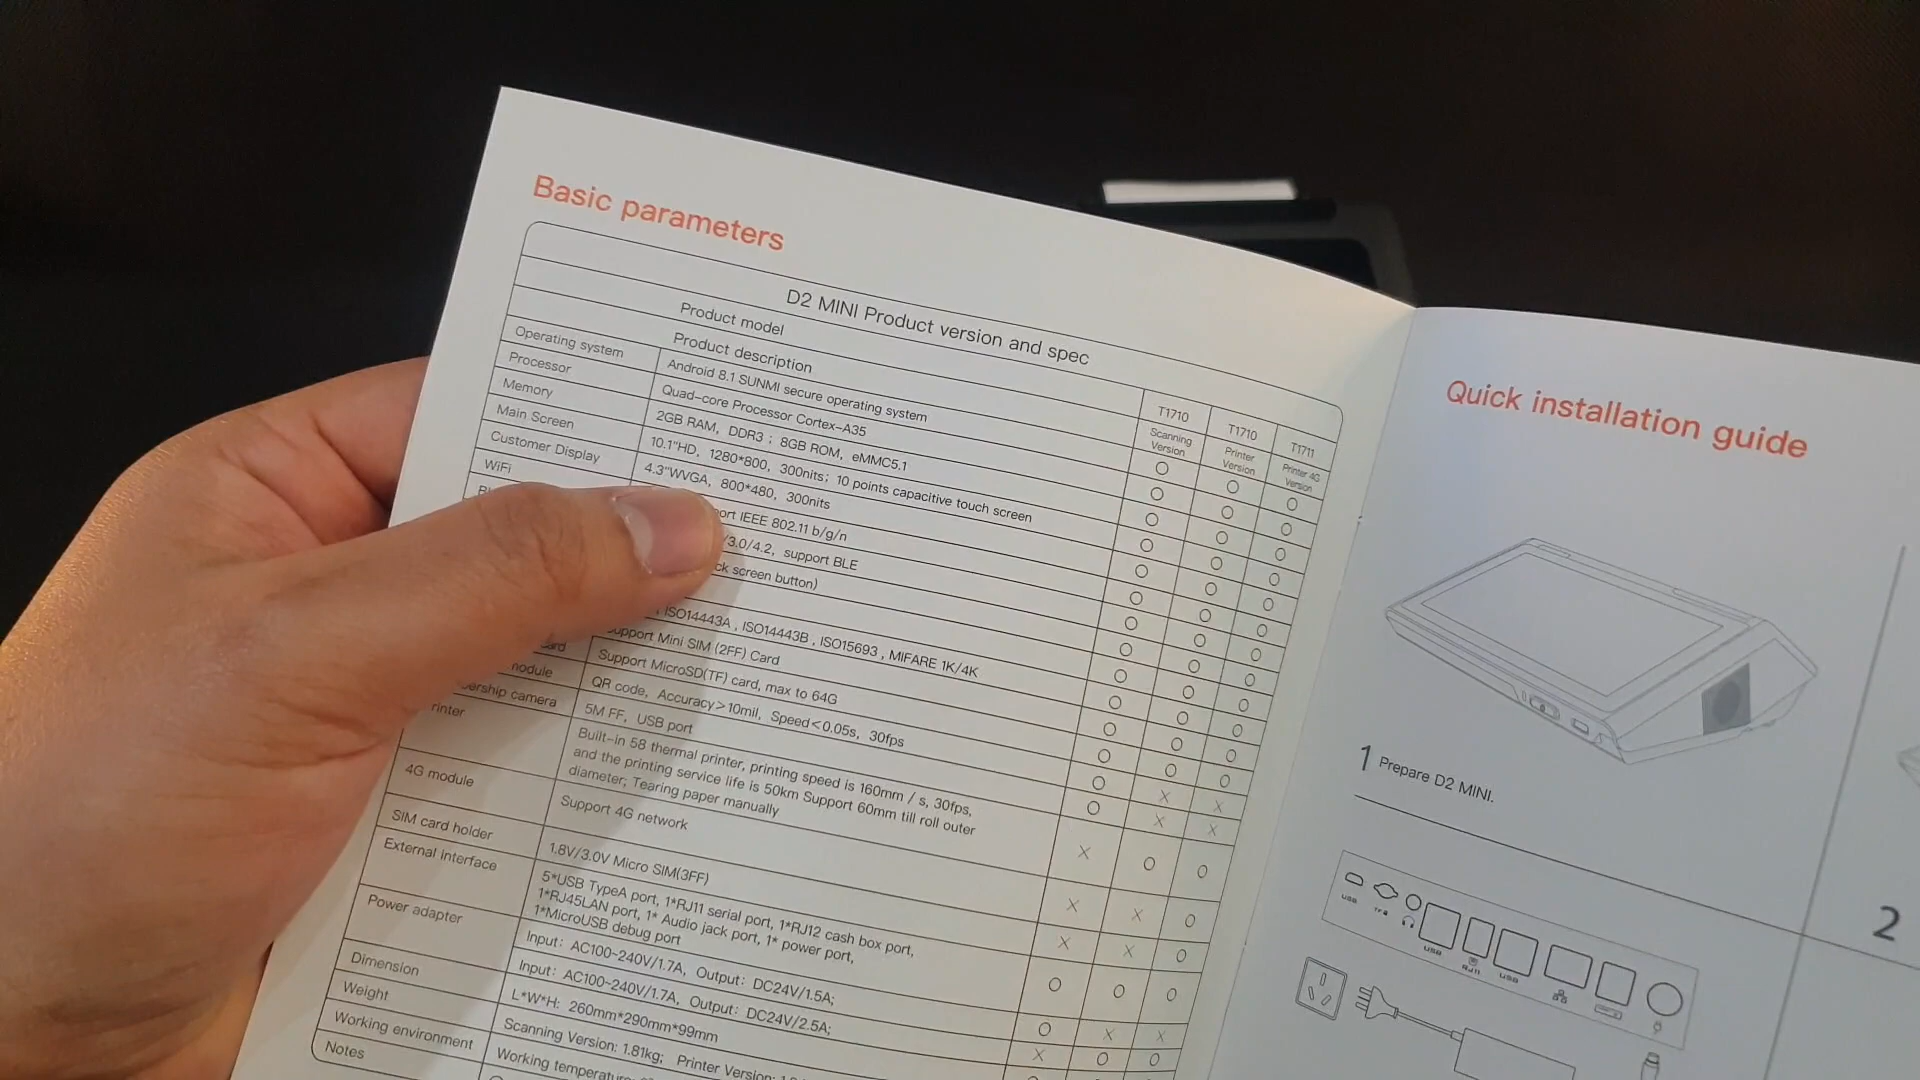 Basic parameters
D2 MINI Product version and spec
Product model
T1710
T1710
T1711
Product description
Scanning
Version
Printer
Version
Printer 4G
Version
Operating system
Android 8.1 SUNMI secure operating system
O O O
Processor
Quad-core Processor Cortex-A35
O O O
Memory
2GB RAM, DDR3 ; 8GB ROM, eMMC5.1
O O O
Main Screen
10.1"HD, 1280*800, 300nits; 10 points capacitive touch screen
O O O
Customer Display
4.3"WVGA, 800*480, 300nits
O O O
WiFi
IEEE 802.11 b/g/n
O O O
/3.0/4.2, support BLE
O O O
screen button)
O O O
ISO14443A , ISO14443B , ISO15693 , MIFARE 1K/4K
O O O
Support Mini SIM (2FF) Card
O O O
Support MicroSD(TF) card, max to 64G
O O O
QR code, Accuracy>10mil, Speed<0.05s, 30fps
O X X
camera
5M FF, USB port
O X X
Built-in 58 thermal printer, printing speed is 160mm / s, 30fps,
and the printing service life is 50km Support 60mm till roll outer
diameter; Tearing paper manually
X O O
4G module
Support 4G network
X X O
SIM card holder
1.8V/3.0V Micro SIM(3FF)
X X O
External interface
5*USB TypeA port, 1*RJ11 serial port, 1*RJ12 cash box port,
1*RJ45LAN port, 1* Audio jack port, 1* power port,
1*MicroUSB debug port
O O O
Power adapter
Input: AC100~240V/1.7A, Output: DC24V/1.5A;
O X X
Input: AC100~240V/1.7A, Output: DC24V/2.5A;
X O O
Dimension
L*W*H: 260mm*290mm*99mm
Weight
Scanning Version: 1.81kg; Printer Version:
Working environment
Working temperature:
Notes
Quick installation guide
1 Prepare D2 MINI.
USB
USB
RJ11
USB
2